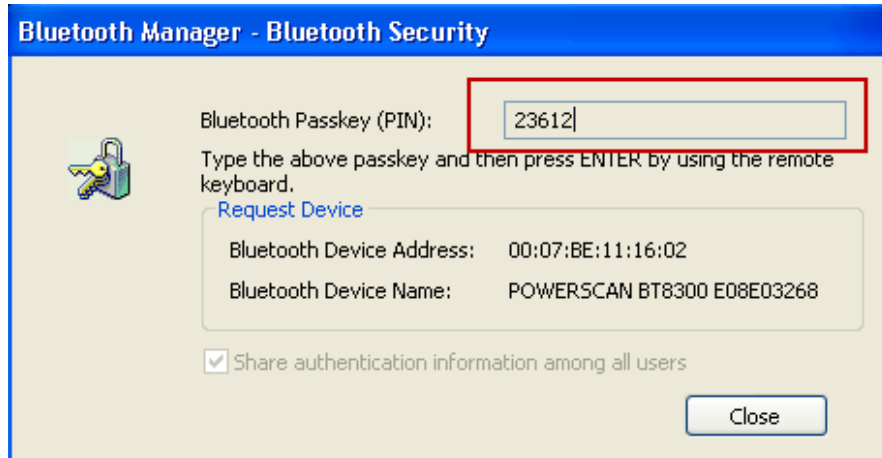 Bluetooth Manager - Bluetooth Security
Bluetooth Passkey (PIN): 23612
Type the above passkey and then press ENTER by using the remote
keyboard.
Request Device
Bluetooth Device Address: 00:07:BE:11:16:02
Bluetooth Device Name: POWERSCAN BT8300 E08E03268
Share authentication information among all users
Close